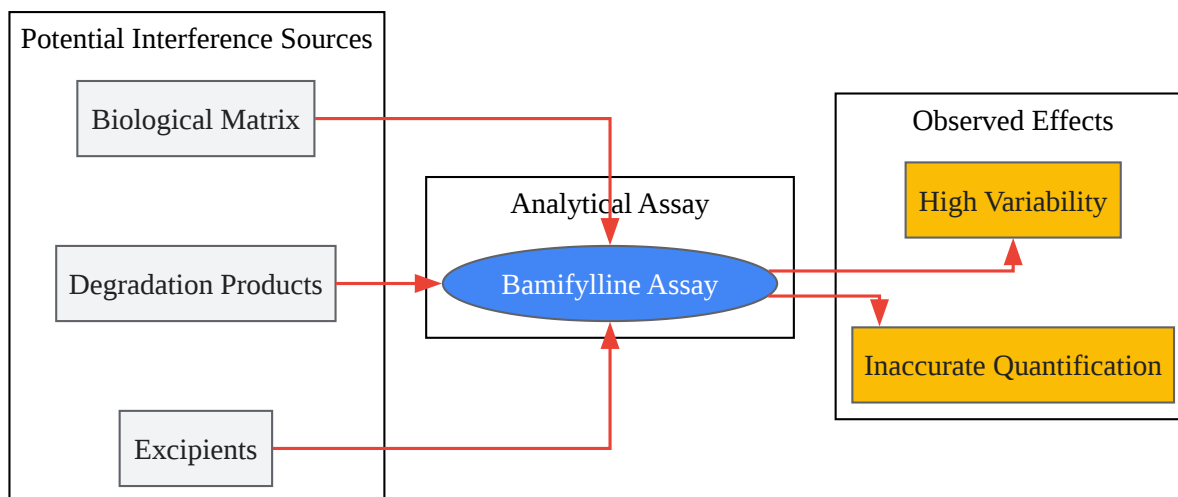 Potential Interference Sources
Biological Matrix
Degradation Products
Excipients
Analytical Assay
Bamifylline Assay
Observed Effects
High Variability
Inaccurate Quantification